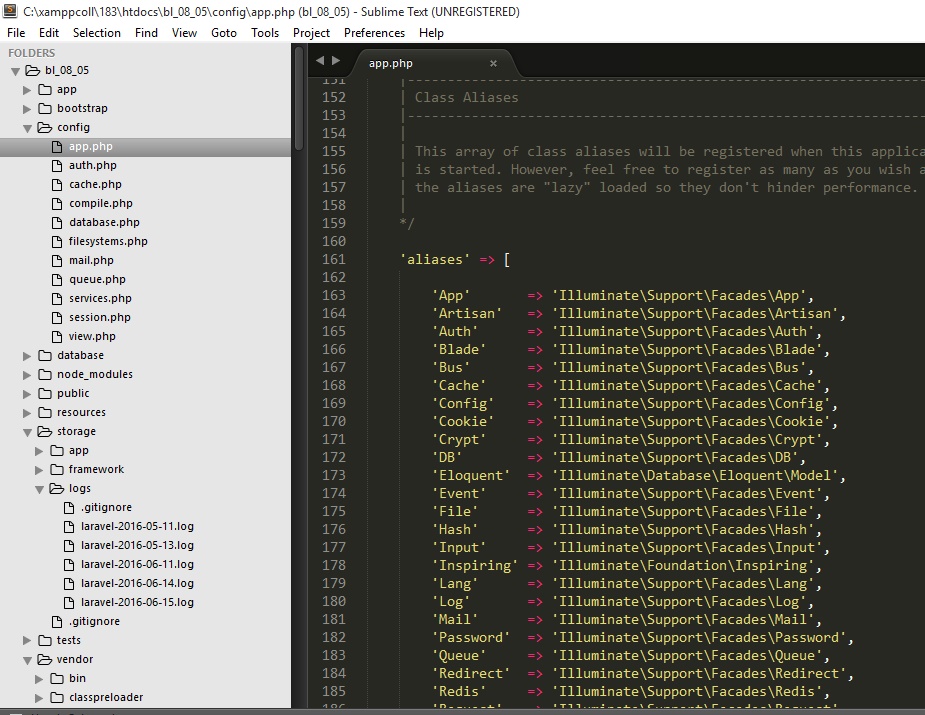 C:\xamppcoll\183\htdocs\bl_08_05\config\app.php (bl_08_05) - Sublime Text (UNREGISTERED)
File Edit Selection Find View Goto Tools Project Preferences Help
FOLDERS
bl_08_05
app
bootstrap
config
app.php
auth.php
cache.php
compile.php
database.php
filesystems.php
mail.php
queue.php
services.php
session.php
view.php
database
node_modules
public
resources
storage
app
framework
logs
.gitignore
laravel-2016-05-11.log
laravel-2016-05-13.log
laravel-2016-06-11.log
laravel-2016-06-14.log
laravel-2016-06-15.log
.gitignore
tests
vendor
bin
classpreloader
app.php ×
151 |---------------------------------------------------------------
152 | Class Aliases
153 |---------------------------------------------------------------
154 |
155 | This array of class aliases will be registered when this applica
156 | is started. However, feel free to register as many as you wish a
157 | the aliases are "lazy" loaded so they don't hinder performance.
158 |
159 */
160
161 'aliases' => [
162
163 'App' => 'Illuminate\Support\Facades\App',
164 'Artisan' => 'Illuminate\Support\Facades\Artisan',
165 'Auth' => 'Illuminate\Support\Facades\Auth',
166 'Blade' => 'Illuminate\Support\Facades\Blade',
167 'Bus' => 'Illuminate\Support\Facades\Bus',
168 'Cache' => 'Illuminate\Support\Facades\Cache',
169 'Config' => 'Illuminate\Support\Facades\Config',
170 'Cookie' => 'Illuminate\Support\Facades\Cookie',
171 'Crypt' => 'Illuminate\Support\Facades\Crypt',
172 'DB' => 'Illuminate\Support\Facades\DB',
173 'Eloquent' => 'Illuminate\Database\Eloquent\Model',
174 'Event' => 'Illuminate\Support\Facades\Event',
175 'File' => 'Illuminate\Support\Facades\File',
176 'Hash' => 'Illuminate\Support\Facades\Hash',
177 'Input' => 'Illuminate\Support\Facades\Input',
178 'Inspiring' => 'Illuminate\Foundation\Inspiring',
179 'Lang' => 'Illuminate\Support\Facades\Lang',
180 'Log' => 'Illuminate\Support\Facades\Log',
181 'Mail' => 'Illuminate\Support\Facades\Mail',
182 'Password' => 'Illuminate\Support\Facades\Password',
183 'Queue' => 'Illuminate\Support\Facades\Queue',
184 'Redirect' => 'Illuminate\Support\Facades\Redirect',
185 'Redis' => 'Illuminate\Support\Facades\Redis',
186 'Request' => 'Illuminate\Support\Facades\Request',